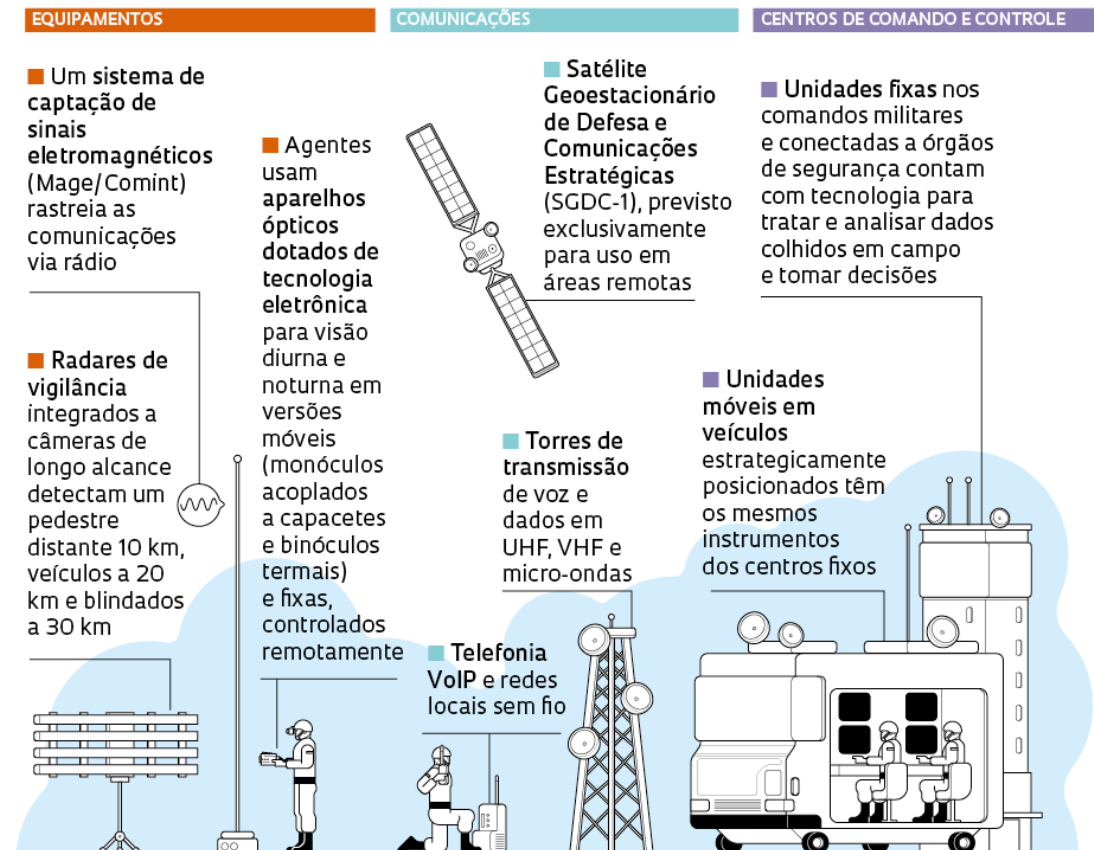 EQUIPAMENTOS
Um sistema de
captação de
sinais
eletromagnéticos
(Mage/Comint)
rastreia as
comunicações
via rádio
Radares de
vigilância
integrados a
câmeras de
longo alcance
detectam um
pedestre
distante 10 km,
veículos a 20
km e blindados
a 30 km
Agentes
usam
aparelhos
ópticos
dotados de
tecnologia
eletrônica
para visão
diurna e
noturna em
versões
móveis
(monóculos
acoplados
a capacetes
e binóculos
termais)
e fixas,
controlados
remotamente
COMUNICAÇÕES
Satélite
Geoestacionário
de Defesa e
Comunicações
Estratégicas
(SGDC-1), previsto
exclusivamente
para uso em
áreas remotas
Torres de
transmissão
de voz e
dados em
UHF, VHF e
micro-ondas
Telefonia
VoIP e redes
locais sem fio
CENTROS DE COMANDO E CONTROLE
Unidades fixas nos
comandos militares
e conectadas a órgãos
de segurança contam
com tecnologia para
tratar e analisar dados
colhidos em campo
e tomar decisões
Unidades
móveis em
veículos
estrategicamente
posicionados têm
os mesmos
instrumentos
dos centros fixos